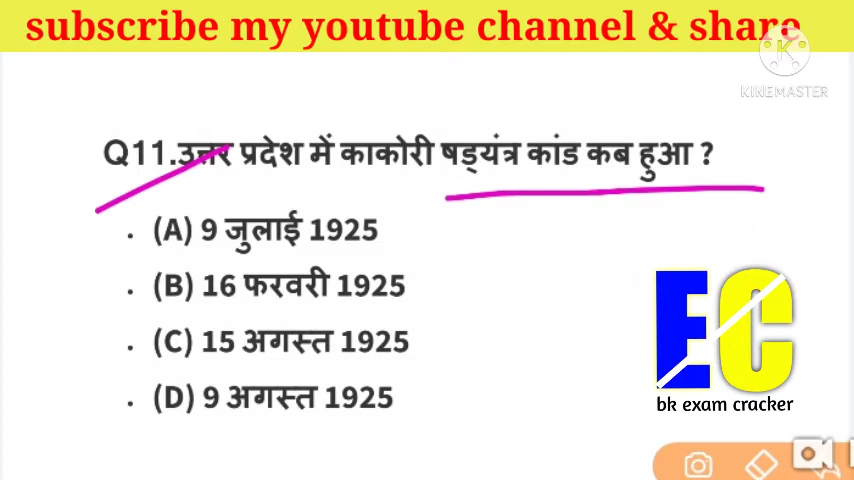 subscribe my youtube channel & share
KINEMASTER
Q11.उत्तर प्रदेश में काकोरी षड्यंत्र कांड कब हुआ ?
(A) 9 जुलाई 1925
(B) 16 फरवरी 1925
(C) 15 अगस्त 1925
(D) 9 अगस्त 1925
EC
bk exam cracker